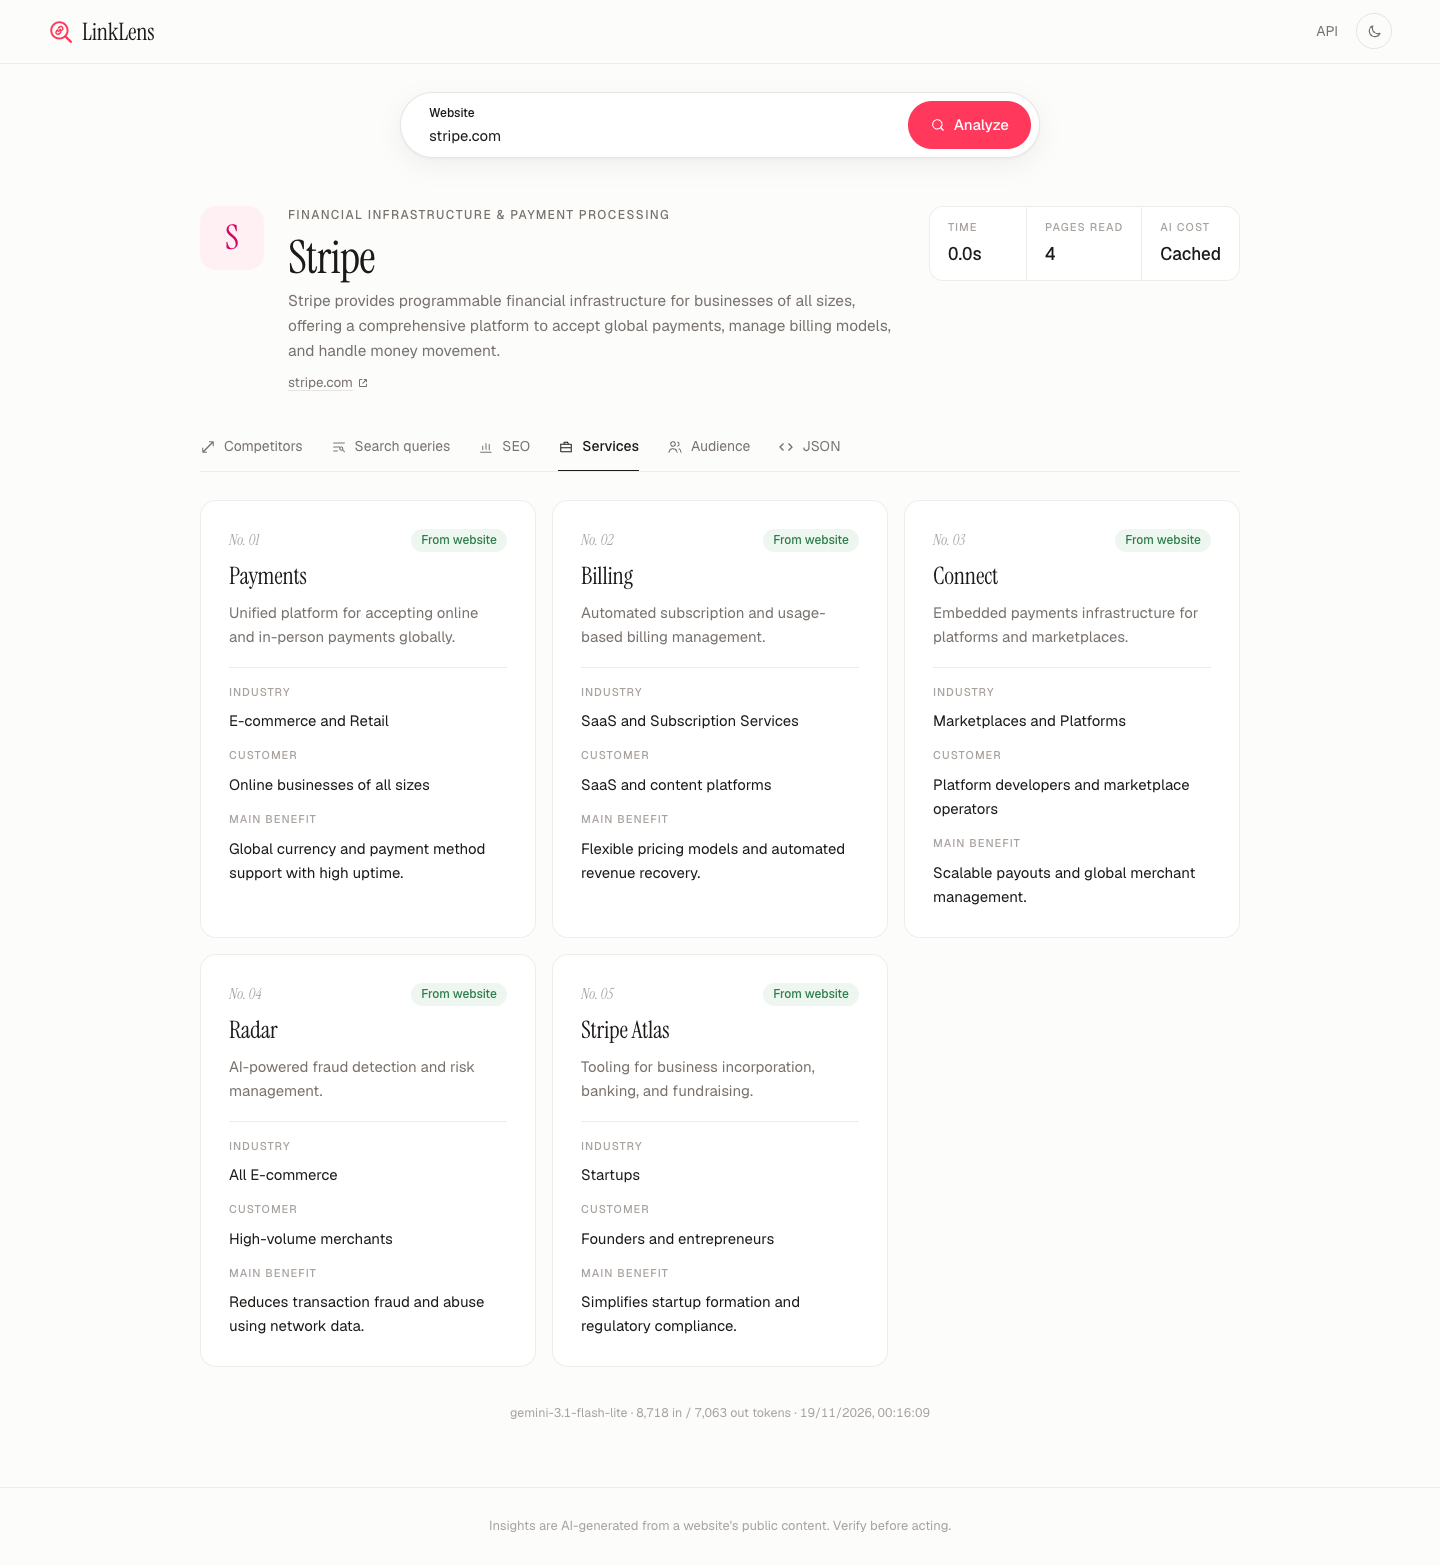 LinkLens
API
Website
stripe.com
Analyze
S
FINANCIAL INFRASTRUCTURE & PAYMENT PROCESSING
Stripe
Stripe provides programmable financial infrastructure for businesses of all sizes,
offering a comprehensive platform to accept global payments, manage billing models,
and handle money movement.
stripe.com
TIME
0.0s
PAGES READ
4
AI COST
Cached
Competitors
Search queries
SEO
Services
Audience
JSON
No. 01
From website
Payments
Unified platform for accepting online
and in-person payments globally.
INDUSTRY
E-commerce and Retail
CUSTOMER
Online businesses of all sizes
MAIN BENEFIT
Global currency and payment method
support with high uptime.
No. 02
From website
Billing
Automated subscription and usage-
based billing management.
INDUSTRY
SaaS and Subscription Services
CUSTOMER
SaaS and content platforms
MAIN BENEFIT
Flexible pricing models and automated
revenue recovery.
No. 03
From website
Connect
Embedded payments infrastructure for
platforms and marketplaces.
INDUSTRY
Marketplaces and Platforms
CUSTOMER
Platform developers and marketplace
operators
MAIN BENEFIT
Scalable payouts and global merchant
management.
No. 04
From website
Radar
AI-powered fraud detection and risk
management.
INDUSTRY
All E-commerce
CUSTOMER
High-volume merchants
MAIN BENEFIT
Reduces transaction fraud and abuse
using network data.
No. 05
From website
Stripe Atlas
Tooling for business incorporation,
banking, and fundraising.
INDUSTRY
Startups
CUSTOMER
Founders and entrepreneurs
MAIN BENEFIT
Simplifies startup formation and
regulatory compliance.
gemini-3.1-flash-lite · 8,718 in / 7,063 out tokens · 19/11/2026, 00:16:09
Insights are AI-generated from a website's public content. Verify before acting.